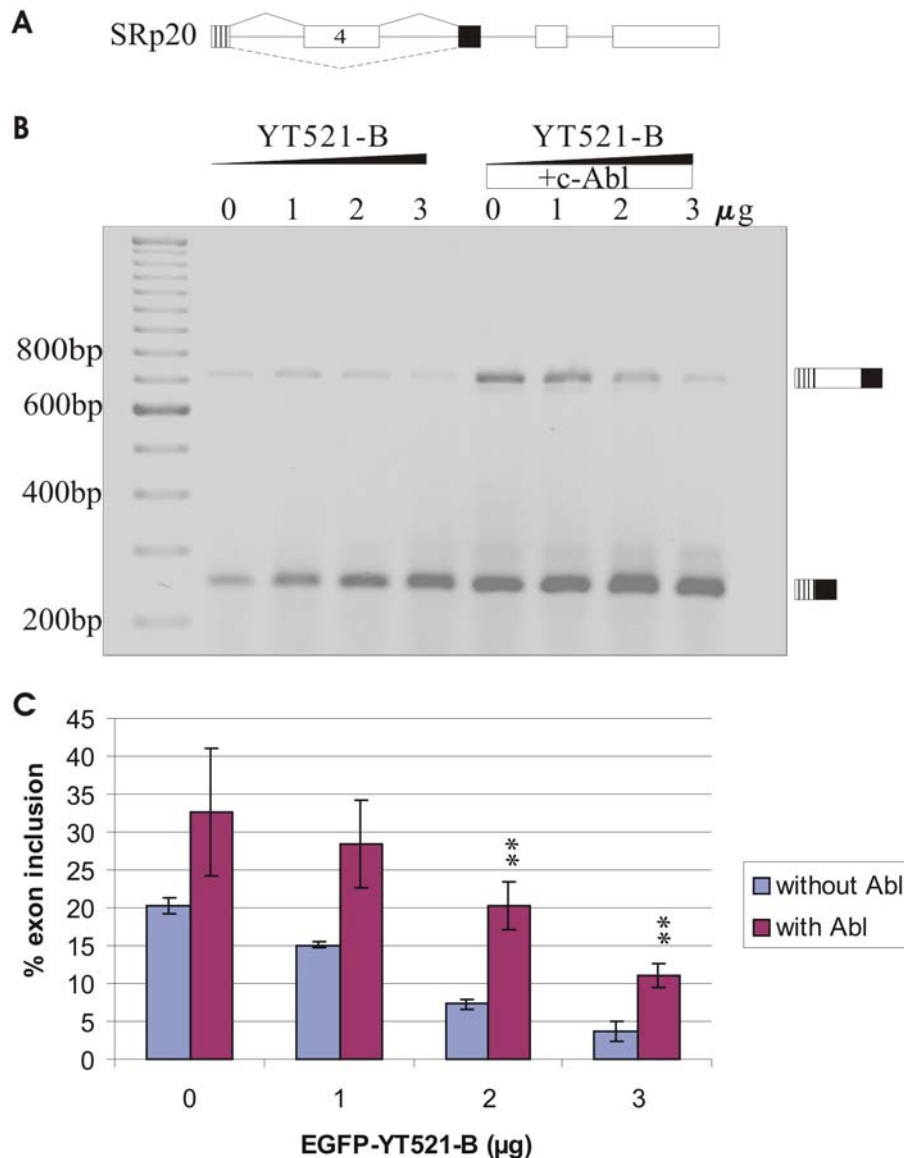 A
SRp20 4
B
YT521-B YT521-B
+c-Abl
0 1 2 3 0 1 2 3 μg
800bp
600bp
400bp
200bp
C
45
40
35
30
25
20
15
10
5
0
% exon inclusion
**
**
0 1 2 3
EGFP-YT521-B (µg)
without Abl
with Abl